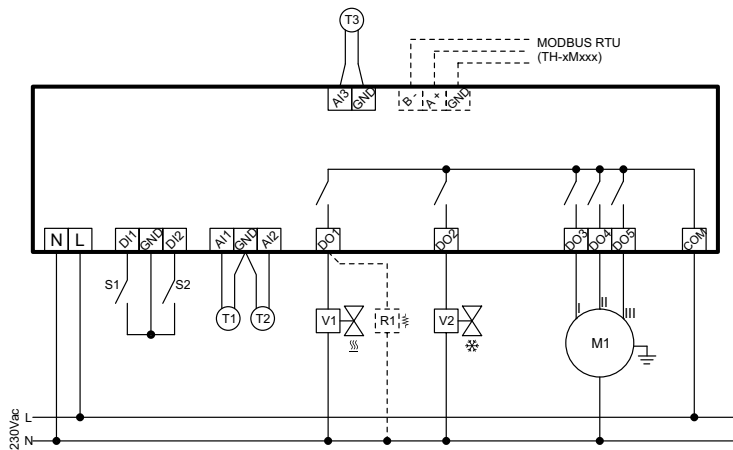 T3
MODBUS RTU
(TH-xMxxx)
AI3 GND B - A + GND
N L DI1 GND DI2 AI1 GND AI2 DO1 DO2 DO3 DO4 DO5 COM
S1 S2
I II III
T1 T2 V1 R1 V2 M1
230Vac
L
N